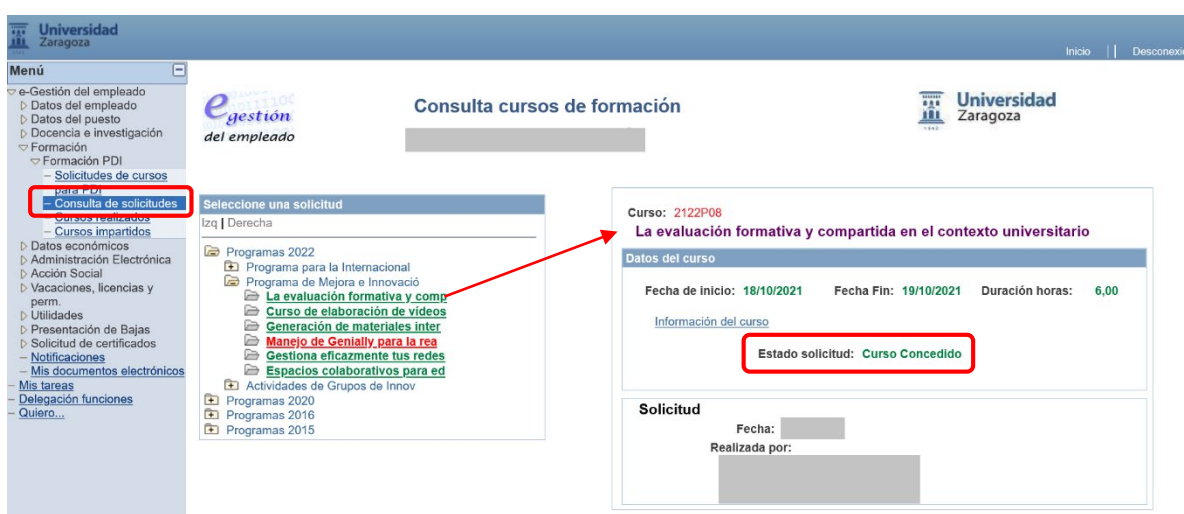 Universidad
Zaragoza
Inicio || Desconexi
Menú
e-Gestión del empleado
Datos del empleado
Datos del puesto
Docencia e investigación
Formación
Formación PDI
Solicitudes de cursos
para PDI
Consulta de solicitudes
Cursos realizados
Cursos impartidos
Datos económicos
Administración Electrónica
Acción Social
Vacaciones, licencias y
perm.
Utilidades
Presentación de Bajas
Solicitud de certificados
Notificaciones
Mis documentos electrónicos
Mis tareas
Delegación funciones
Quiero...
e gestión
del empleado
Consulta cursos de formación
Universidad
Zaragoza
1542
Seleccione una solicitud
Izq | Derecha
Programas 2022
Programa para la Internacional
Programa de Mejora e Innovació
La evaluación formativa y comp
Curso de elaboración de vídeos
Generación de materiales inter
Manejo de Genially para la rea
Gestiona eficazmente tus redes
Espacios colaborativos para ed
Actividades de Grupos de Innov
Programas 2020
Programas 2016
Programas 2015
Curso: 2122P08
La evaluación formativa y compartida en el contexto universitario
Datos del curso
Fecha de inicio: 18/10/2021 Fecha Fin: 19/10/2021 Duración horas: 6,00
Información del curso
Estado solicitud: Curso Concedido
Solicitud
Fecha:
Realizada por: